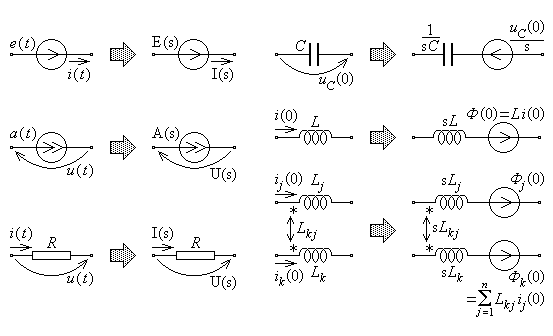 e(t) E(s) C 1/sC u_C(0)/s
i(t) I(s) u_C(0)
a(t) A(s) i(0) L sL Φ(0)=Li(0)
u(t) U(s)
i_j(0) L_j sL_j Φ_j(0)
i(t) R I(s) R * L_kj * * sL_kj *
u(t) U(s) i_k(0) L_k sL_k Φ_k(0)
=∑_{j=1}^{n} L_kj i_j(0)